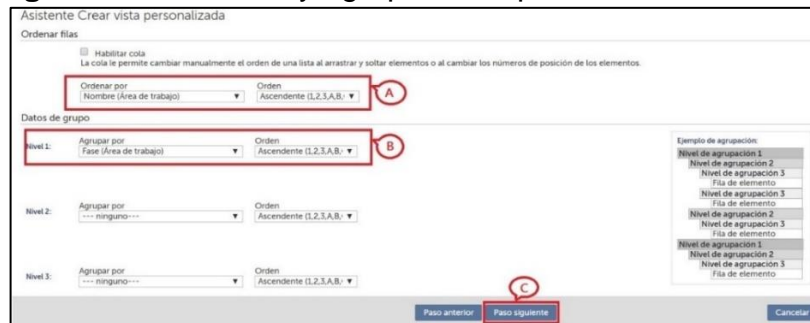 Asistente Crear vista personalizada
Ordenar filas
Habilitar cola
La cola le permite cambiar manualmente el orden de una lista al arrastrar y soltar elementos o al cambiar los números de posición de los elementos.
Ordenar por Orden
Nombre (Área de trabajo) Ascendente (1,2,3,A,B,
A
Datos de grupo
Nivel 1: Agrupar por Orden
Fase (Área de trabajo) Ascendente (1,2,3,A,B,
B
Nivel 2: Agrupar por Orden
--- ninguno--- Ascendente (1,2,3,A,B,
Nivel 3: Agrupar por Orden
--- ninguno--- Ascendente (1,2,3,A,B,
Ejemplo de agrupación:
Nivel de agrupación 1
Nivel de agrupación 2
Nivel de agrupación 3
Fila de elemento
Nivel de agrupación 3
Fila de elemento
Nivel de agrupación 2
Nivel de agrupación 3
Fila de elemento
Nivel de agrupación 1
Nivel de agrupación 2
Nivel de agrupación 3
Fila de elemento
C
Paso anterior Paso siguiente Cancelar